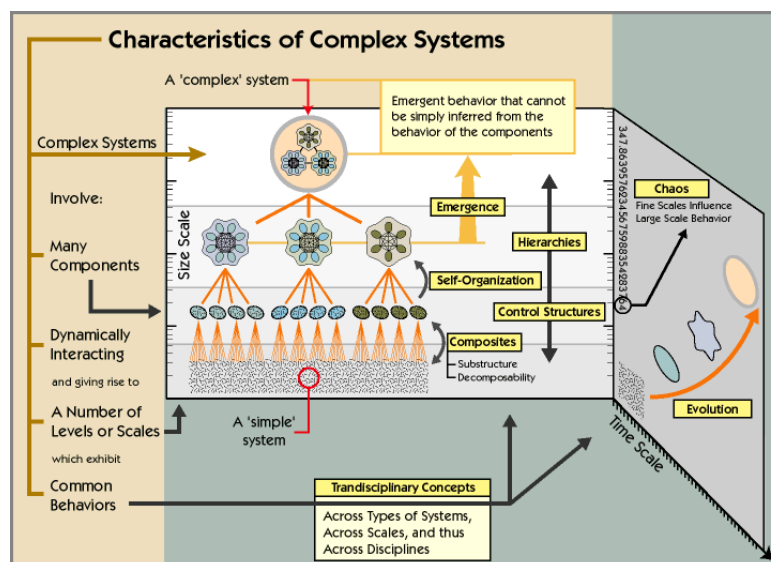 Characteristics of Complex Systems
A 'complex' system
Emergent behavior that cannot
be simply inferred from the
behavior of the components
Complex Systems
Involve:
Many
Components
Dynamically
Interacting
and giving rise to
A Number of
Levels or Scales
which exhibit
Common
Behaviors
Size Scale
Emergence
Hierarchies
Self-Organization
Control Structures
Composites
Substructure
Decomposability
A 'simple'
system
Chaos
Fine Scales Influence
Large Scale Behavior
Evolution
Time Scale
Trandisciplinary Concepts
Across Types of Systems,
Across Scales, and thus
Across Disciplines